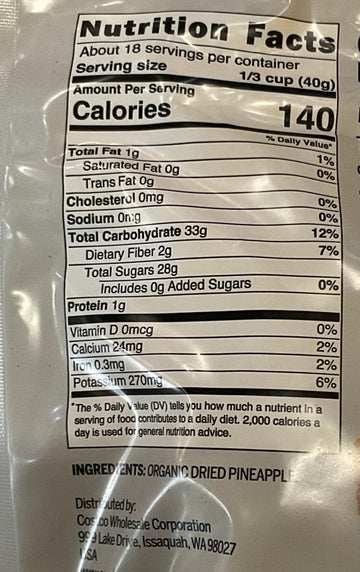 Nutrition Facts
About 18 servings per container
Serving size 1/3 cup (40g)
Amount Per Serving
Calories 140
% Daily Value*
Total Fat 1g 1%
Saturated Fat 0g 0%
Trans Fat 0g
Cholesterol 0mg 0%
Sodium 0mg 0%
Total Carbohydrate 33g 12%
Dietary Fiber 2g 7%
Total Sugars 28g
Includes 0g Added Sugars 0%
Protein 1g
Vitamin D 0mcg 0%
Calcium 24mg 2%
Iron 0.3mg 2%
Potassium 270mg 6%
*The % Daily Value (DV) tells you how much a nutrient in a
serving of food contributes to a daily diet. 2,000 calories a
day is used for general nutrition advice.
INGREDIENTS: ORGANIC DRIED PINEAPPLE
Distributed by:
Costco Wholesale Corporation
999 Lake Drive, Issaquah, WA 98027
USA